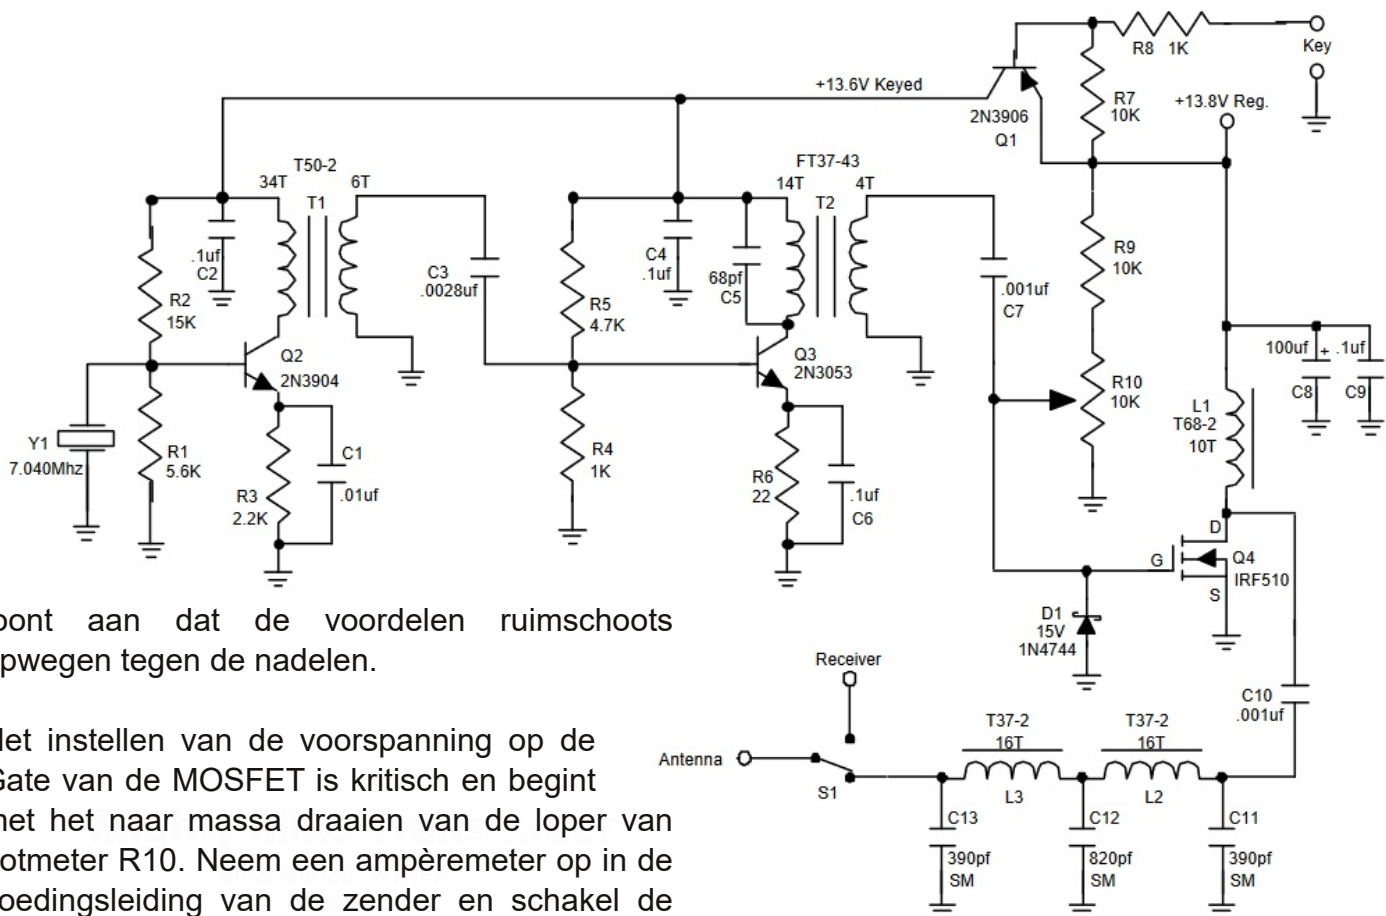 R8 1K
Key
+13.6V Keyed
2N3906
Q1
R7
10K
+13.8V Reg.
T50-2
34T
6T
T1
FT37-43
14T
4T
T2
.1uf
C2
R2
15K
C3
.0028uf
C4
.1uf
68pf
C5
R5
4.7K
.001uf
C7
R9
10K
Q2
2N3904
Q3
2N3053
R10
10K
100uf
+
.1uf
C8
C9
L1
T68-2
10T
Y1
7.040Mhz
R1
5.6K
R3
2.2K
C1
.01uf
R4
1K
R6
22
.1uf
C6
D
G
S
Q4
IRF510
D1
15V
1N4744
oont aan dat de voordelen ruimschoots
pwegen tegen de nadelen.
Receiver
C10
.001uf
et instellen van de voorspanning op de
Gate van de MOSFET is kritisch en begint
met het naar massa draaien van de loper van
otmeter R10. Neem een ampèremeter op in de
oedingsleiding van de zender en schakel de
Antenna
S1
T37-2
16T
L3
T37-2
16T
L2
C13
390pf
SM
C12
820pf
SM
C11
390pf
SM